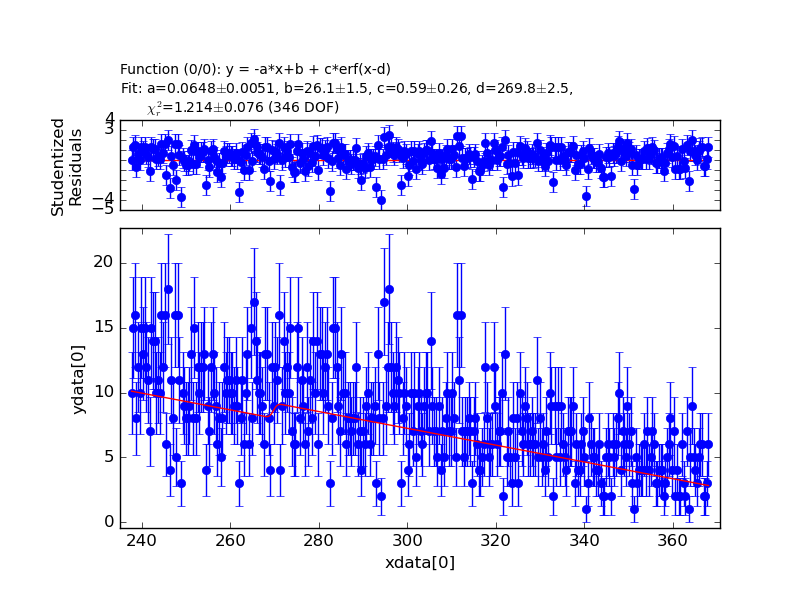 Function (0/0): y = -a*x+b + c*erf(x-d)
Fit: a=0.0648±0.0051, b=26.1±1.5, c=0.59±0.26, d=269.8±2.5,
χ²ᵣ=1.214±0.076 (346 DOF)
4
3
−4
−5
Studentized
Residuals
20
15
10
5
0
ydata[0]
240 260 280 300 320 340 360
xdata[0]